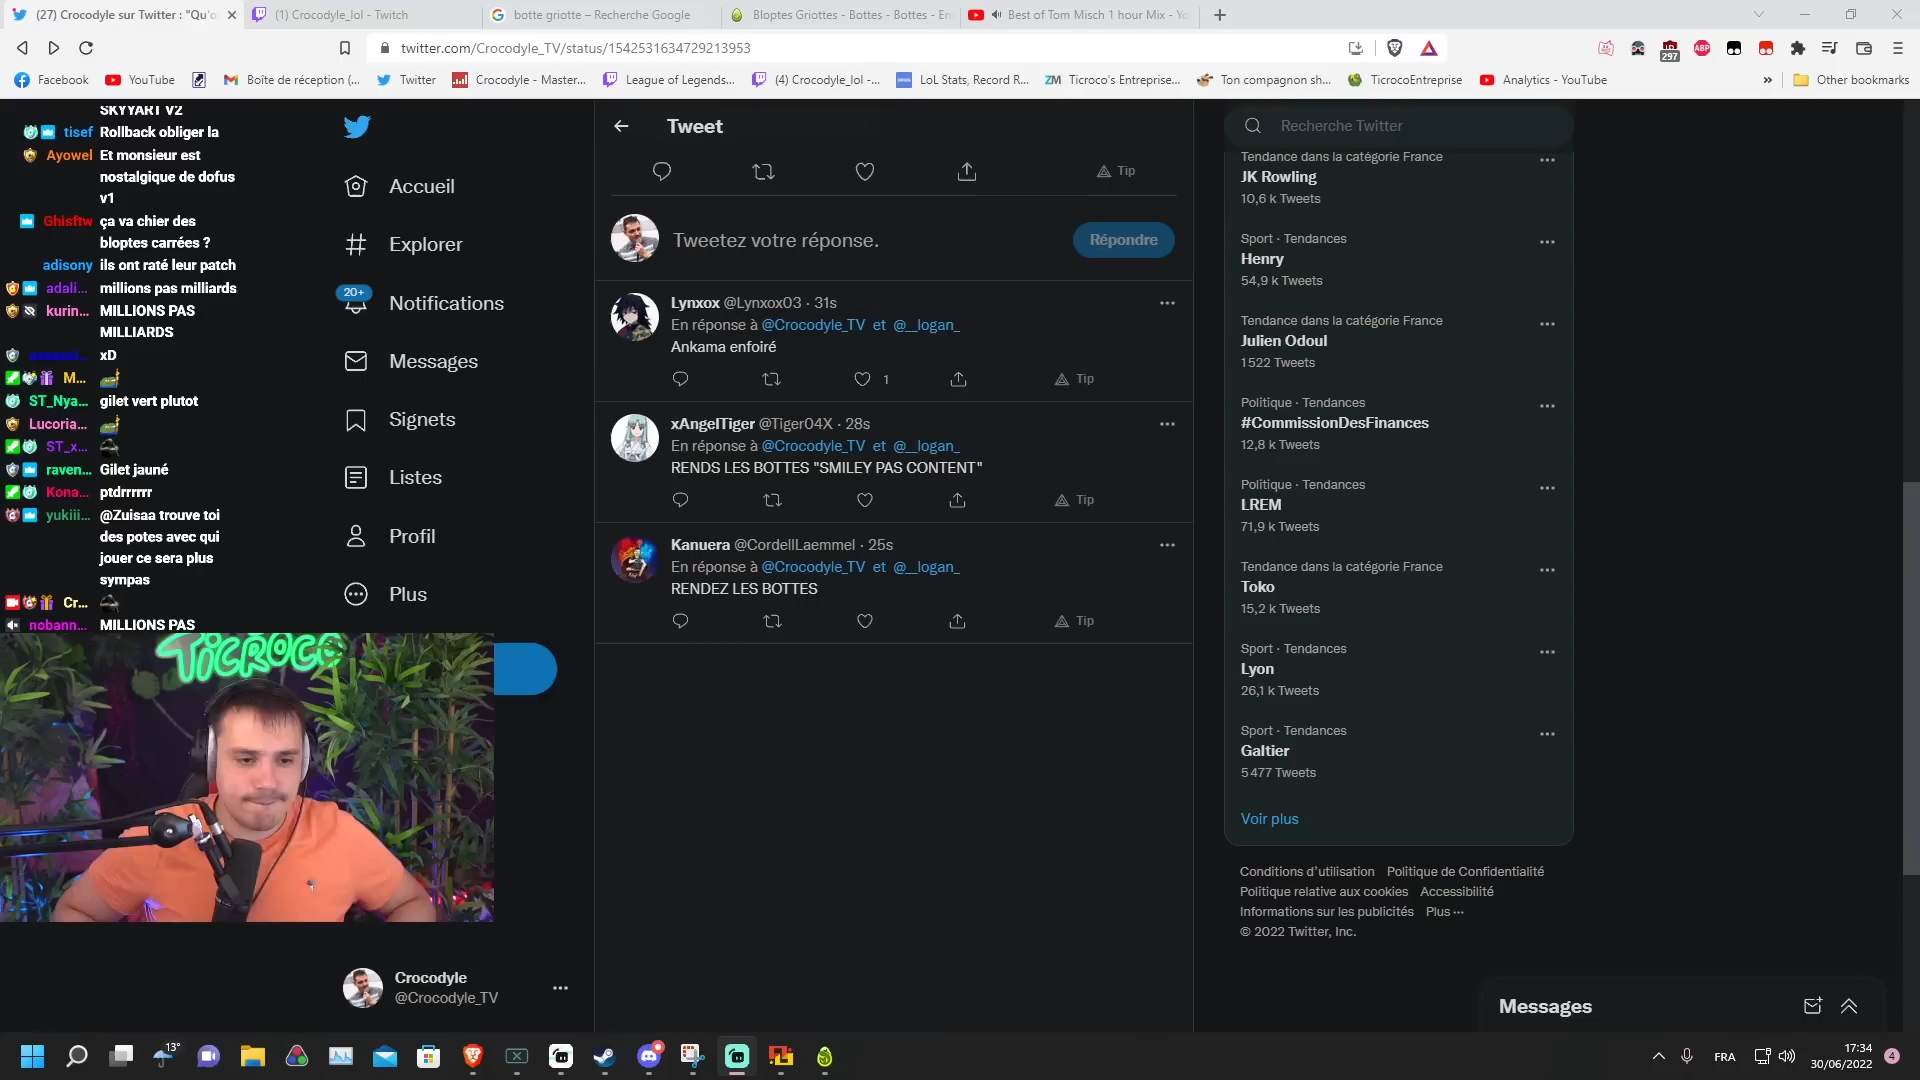 (27) Crocodyle sur Twitter : "Qu'o
(1) Crocodyle_lol - Twitch
botte griotte – Recherche Google
Bloptes Griottes - Bottes - Bottes - En
Best of Tom Misch 1 hour Mix - Yo
twitter.com/Crocodyle_TV/status/1542531634729213953
297
ABP
Facebook
YouTube
Boîte de réception (...
Twitter
Crocodyle - Master...
League of Legends...
(4) Crocodyle_lol -...
LoL Stats, Record R...
ZM Ticroco's Entreprise...
Ton compagnon sh...
TicrocoEntreprise
Analytics - YouTube
Other bookmarks
SKYYART V2
tisef Rollback obliger la
Ayowel Et monsieur est
nostalgique de dofus
v1
Ghisftw ça va chier des
bloptes carrées ?
adisony ils ont raté leur patch
adali... millions pas milliards
kurin... MILLIONS PAS
MILLIARDS
xD
M...
ST_Nya... gilet vert plutot
Lucoria...
ST_x...
raven... Gilet jauné
Kona... ptdrrrrrr
yukiii... @Zuisaa trouve toi
des potes avec qui
jouer ce sera plus
sympas
Cr...
nobann... MILLIONS PAS
TICROCO
Accueil
Explorer
20+
Notifications
Messages
Signets
Listes
Profil
Plus
Crocodyle
@Crocodyle_TV
Tweet
Tip
Tweetez votre réponse.
Répondre
Lynxox @Lynxox03 · 31s
En réponse à @Crocodyle_TV et @__logan_
Ankama enfoiré
1
Tip
xAngelTiger @Tiger04X · 28s
En réponse à @Crocodyle_TV et @__logan_
RENDS LES BOTTES "SMILEY PAS CONTENT"
Tip
Kanuera @CordellLaemmel · 25s
En réponse à @Crocodyle_TV et @__logan_
RENDEZ LES BOTTES
Tip
Recherche Twitter
Tendance dans la catégorie France
JK Rowling
10,6 k Tweets
Sport · Tendances
Henry
54,9 k Tweets
Tendance dans la catégorie France
Julien Odoul
1 522 Tweets
Politique · Tendances
#CommissionDesFinances
12,8 k Tweets
Politique · Tendances
LREM
71,9 k Tweets
Tendance dans la catégorie France
Toko
15,2 k Tweets
Sport · Tendances
Lyon
26,1 k Tweets
Sport · Tendances
Galtier
5 477 Tweets
Voir plus
Conditions d'utilisation Politique de Confidentialité
Politique relative aux cookies Accessibilité
Informations sur les publicités Plus ···
© 2022 Twitter, Inc.
Messages
13°
FRA
17:34
30/06/2022
4